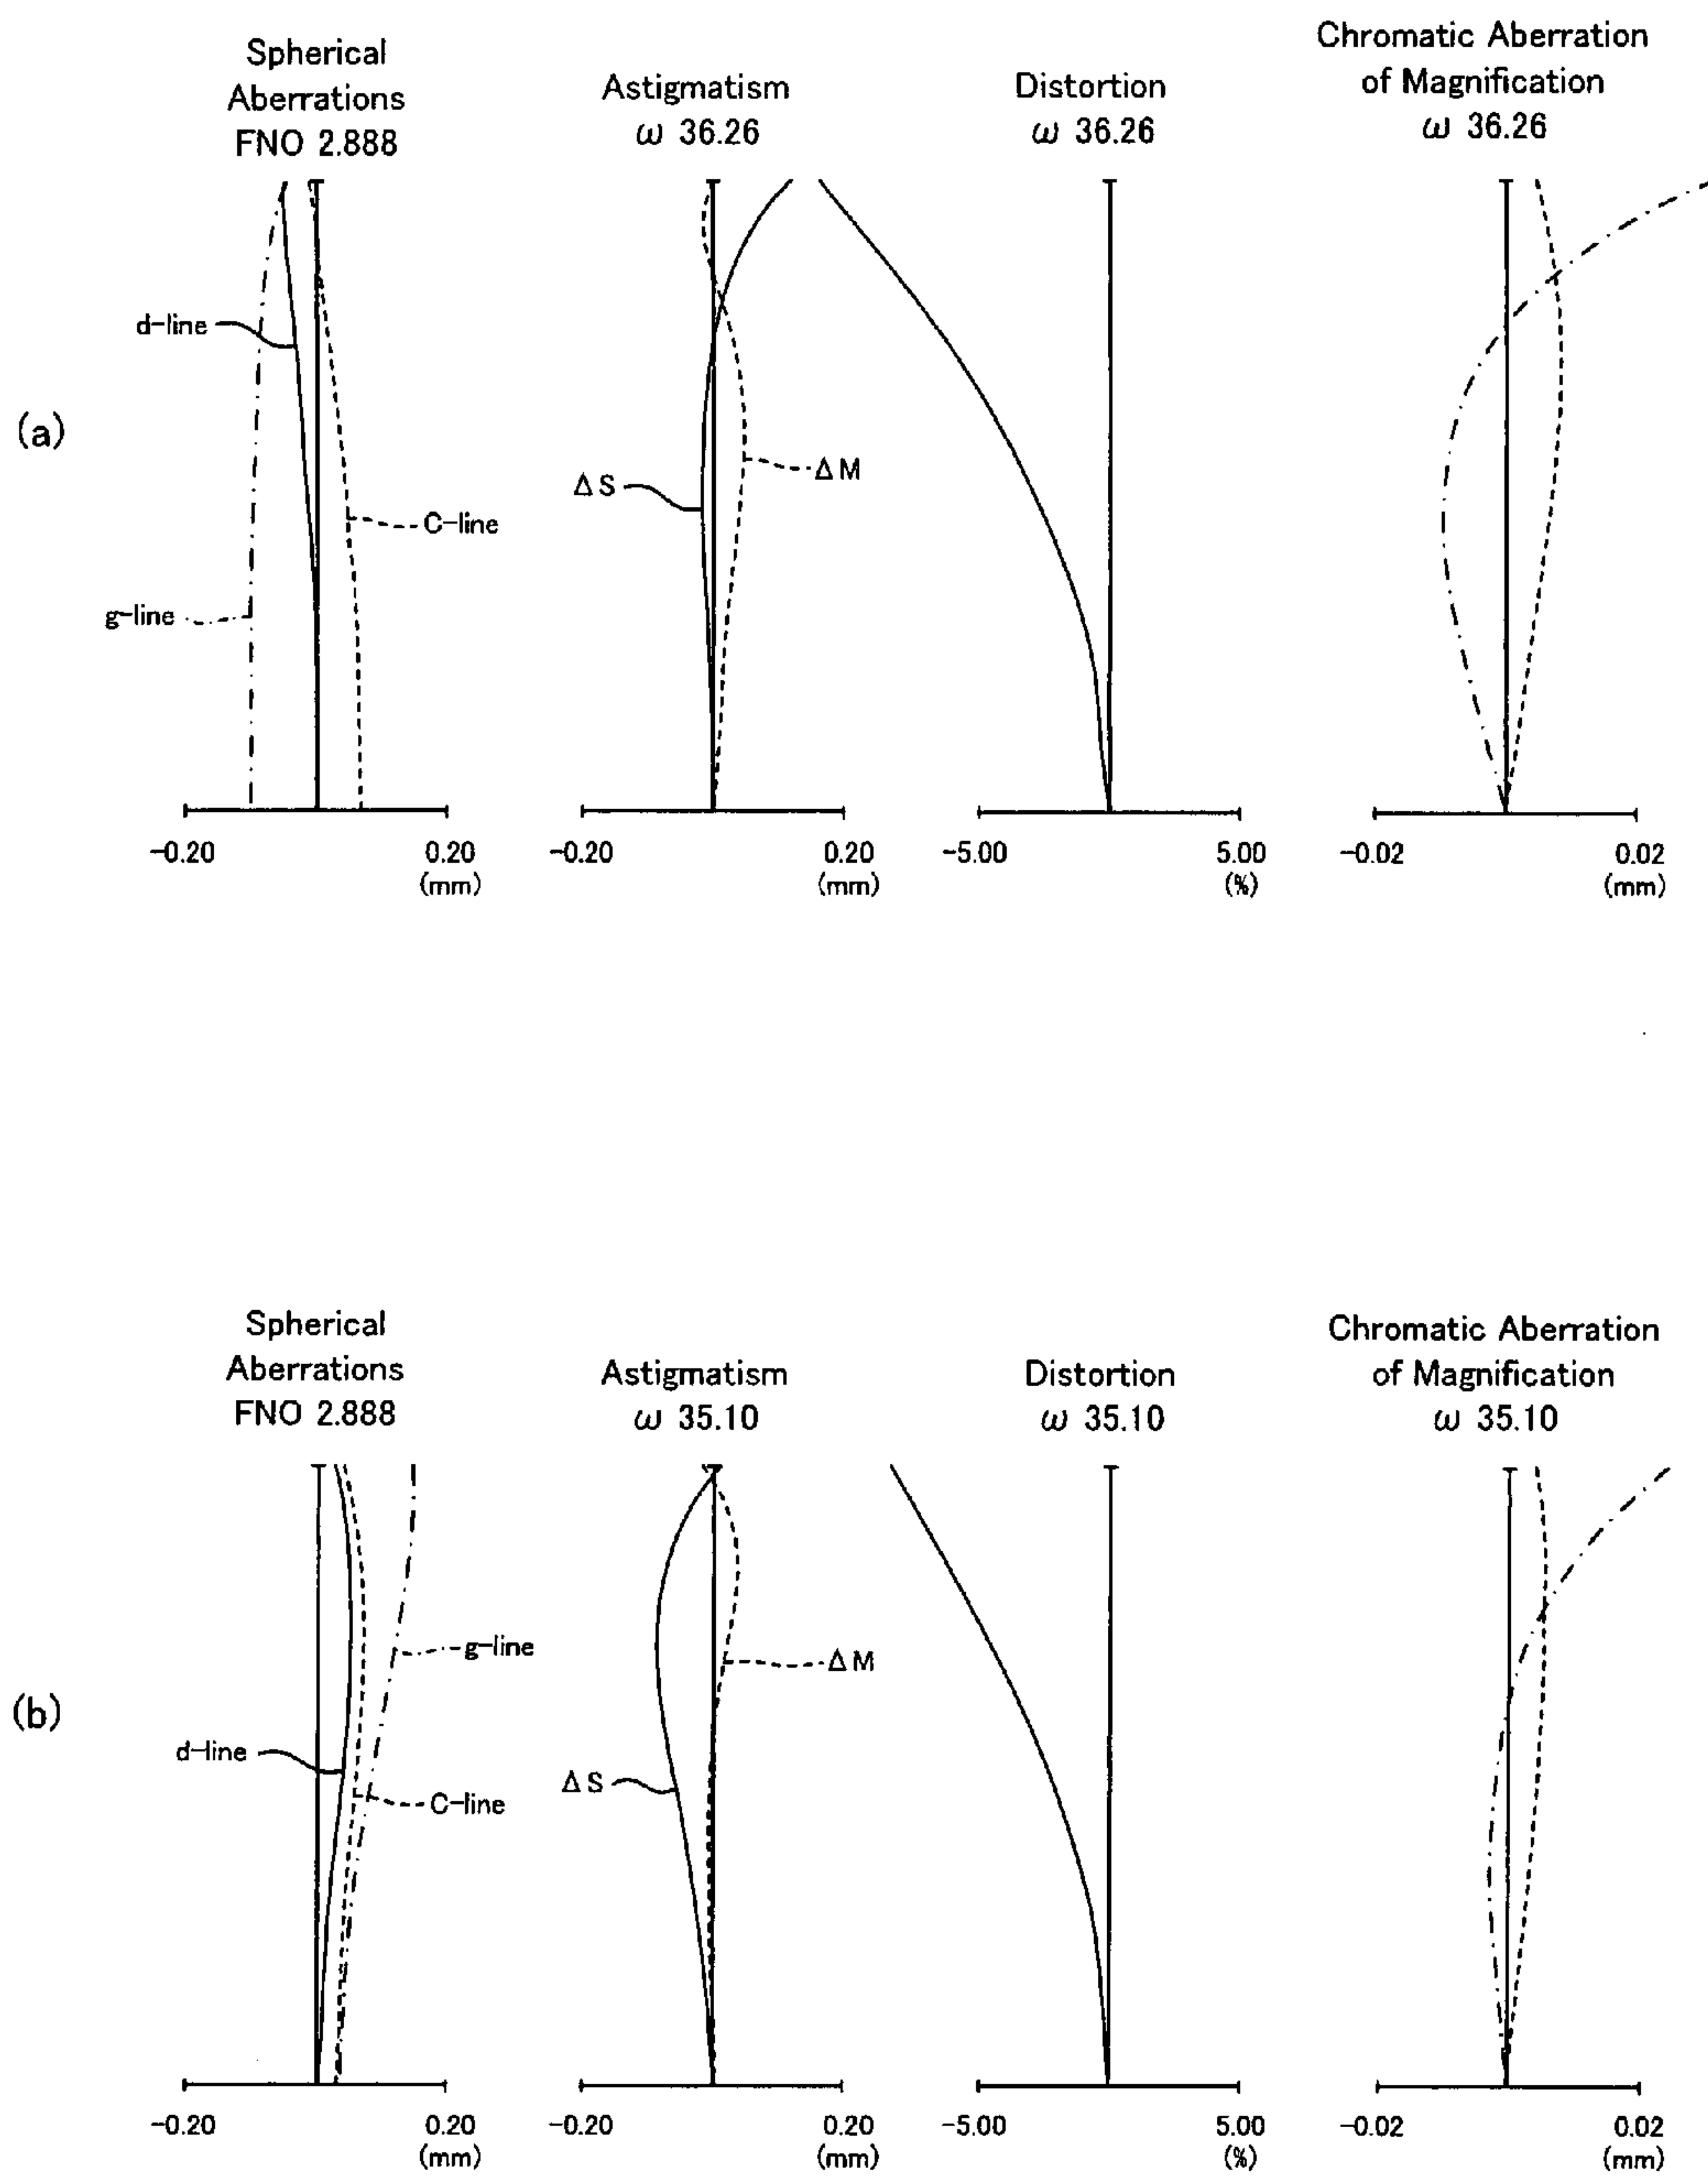 (a)
Spherical
Aberrations
FNO 2.888
d-line
g-line
C-line
-0.20
0.20
(mm)
Astigmatism
ω 36.26
ΔS
ΔM
-0.20
0.20
(mm)
Distortion
ω 36.26
-5.00
5.00
(%)
Chromatic Aberration
of Magnification
ω 36.26
-0.02
0.02
(mm)
(b)
Spherical
Aberrations
FNO 2.888
g-line
d-line
C-line
-0.20
0.20
(mm)
Astigmatism
ω 35.10
ΔM
ΔS
-0.20
0.20
(mm)
Distortion
ω 35.10
-5.00
5.00
(%)
Chromatic Aberration
of Magnification
ω 35.10
-0.02
0.02
(mm)